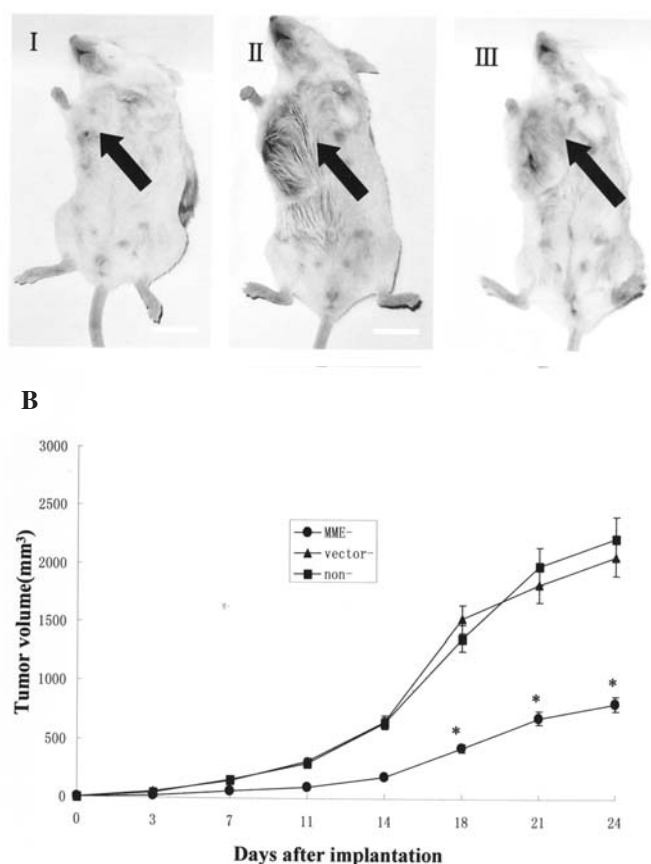 I
II
III
B
3000
2500
2000
1500
1000
500
0
Tumor volume(mm³)
MME-
vector-
non-
*
*
*
0 3 7 11 14 18 21 24
Days after implantation